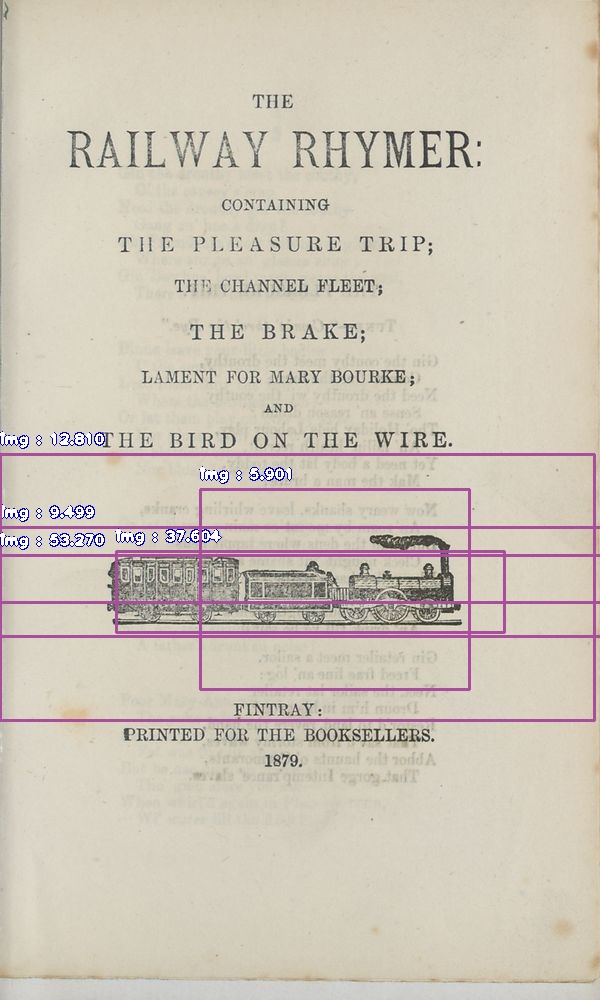 THE
RAILWAY RHYMER:
CONTAINING
THE PLEASURE TRIP;
THE CHANNEL FLEET;
THE BRAKE;
LAMENT FOR MARY BOURKE;
AND
THE BIRD ON THE WIRE.
img : 12.810
img : 5.901
img : 9.499
img : 53.270
img : 37.604
FINTRAY:
PRINTED FOR THE BOOKSELLERS.
1879.